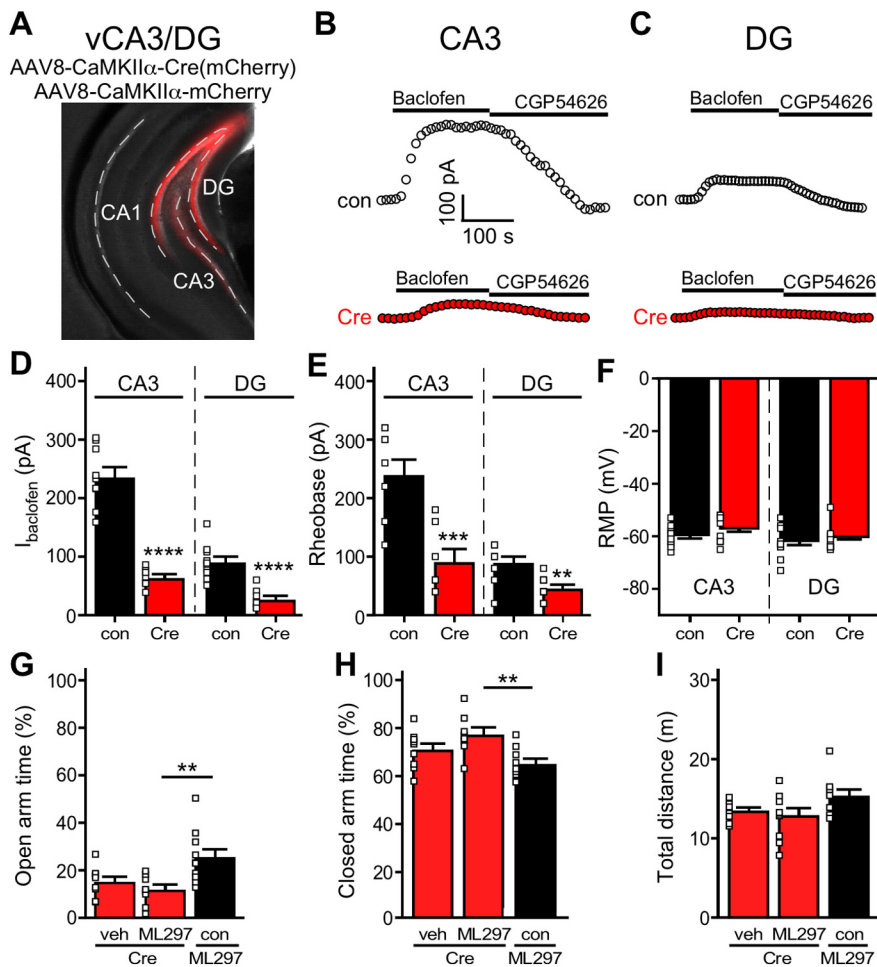 A
vCA3/DG
AAV8-CaMKIIα-Cre(mCherry)
AAV8-CaMKIIα-mCherry
CA1
DG
CA3
B
CA3
Baclofen
CGP54626
con
100 pA
100 s
Baclofen
CGP54626
Cre
C
DG
Baclofen
CGP54626
con
Baclofen
CGP54626
Cre
D
CA3
DG
I baclofen (pA)
400
300
200
100
0
****
****
con
Cre
con
Cre
E
CA3
DG
Rheobase (pA)
400
300
200
100
0
***
**
con
Cre
con
Cre
F
RMP (mV)
0
-20
-40
-60
-80
CA3
DG
con
Cre
con
Cre
G
Open arm time (%)
100
80
60
40
20
0
**
veh
ML297
con
Cre
ML297
H
Closed arm time (%)
100
80
60
40
20
0
**
veh
ML297
con
Cre
ML297
I
Total distance (m)
30
20
10
0
veh
ML297
con
Cre
ML297